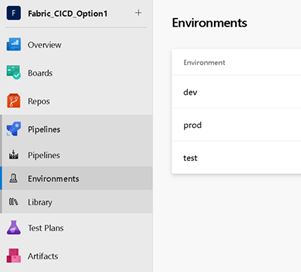 F Fabric_CICD_Option1 +
Overview
Boards
Repos
Pipelines
Pipelines
Environments
Library
Test Plans
Artifacts
Environments
Environment
dev
prod
test